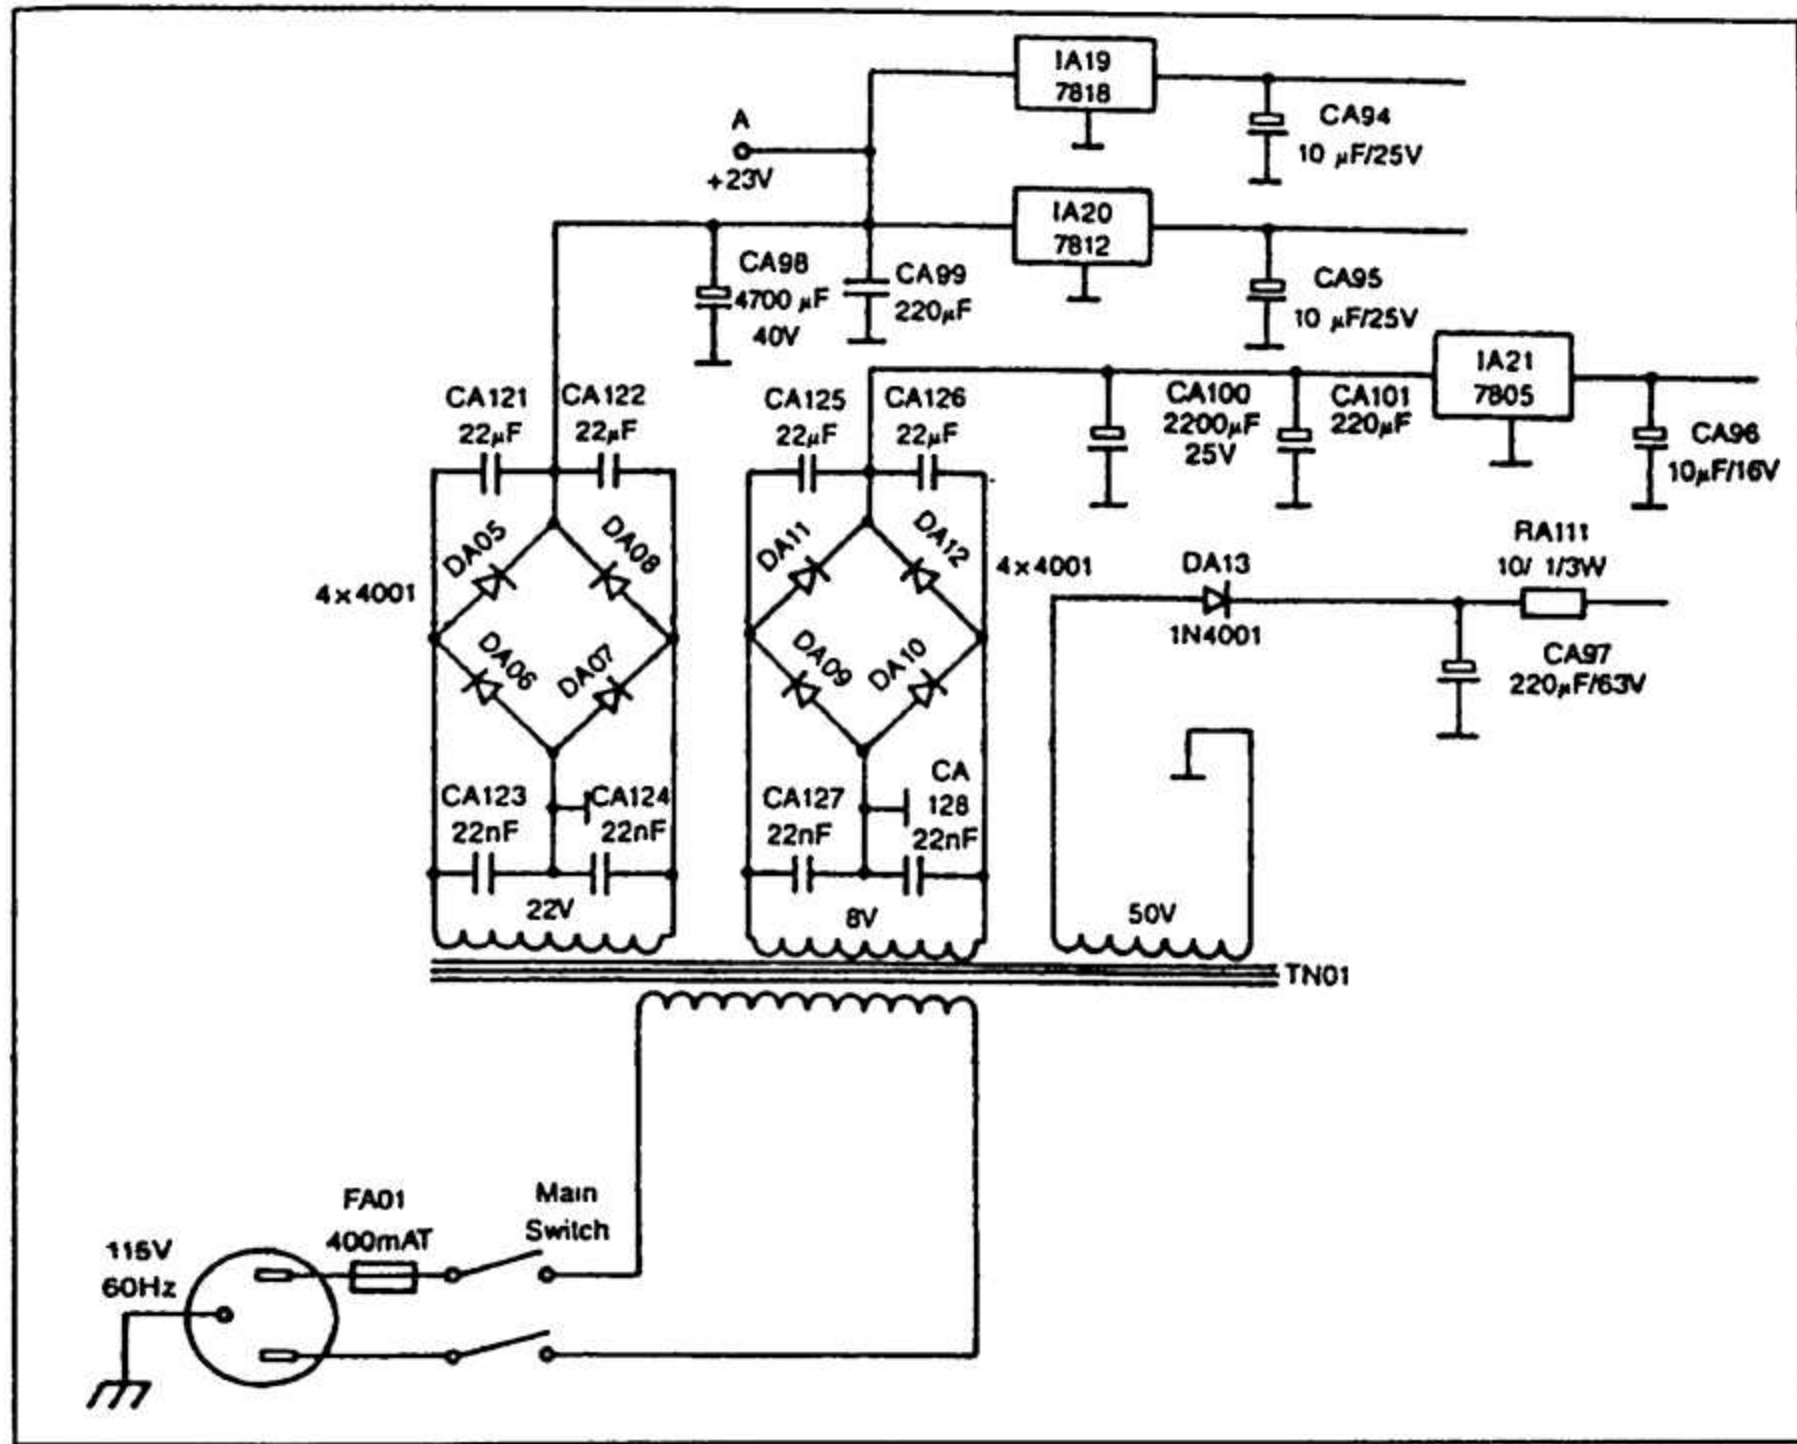 IA19
7818
CA94
10 µF/25V
A
+23V
IA20
7812
CA95
10 µF/25V
CA98
4700 µF
40V
CA99
220µF
IA21
7805
CA96
10µF/16V
CA121
22µF
CA122
22µF
CA125
22µF
CA126
22µF
CA100
2200µF
25V
CA101
220µF
DA05
DA08
DA06
DA07
4×4001
DA11
DA12
DA09
DA10
4×4001
DA13
1N4001
RA111
10/ 1/3W
CA97
220µF/63V
CA123
22nF
CA124
22nF
CA127
22nF
CA
128
22nF
22V
8V
50V
TN01
FA01
400mAT
Main
Switch
115V
60Hz